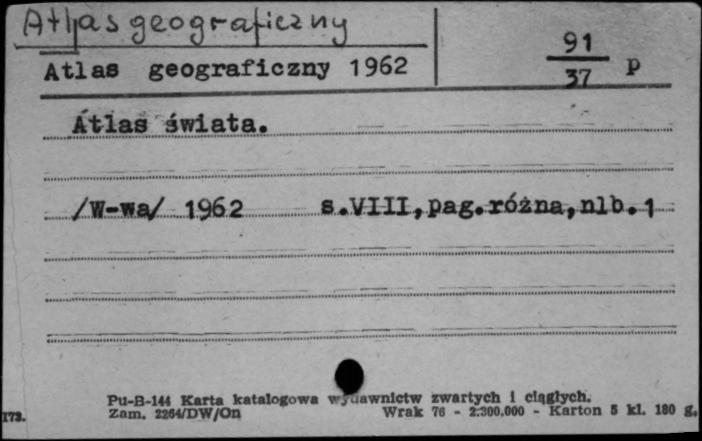 Atlas geograficzny
Atlas geograficzny 1962
91
37 p
Atlas świata.
/W-wa/ 1962 s.VIII,pag.różna,nlb.1
Pu-B-144 Karta katalogowa wydawnictw zwartych i ciągłych.
173. Zam. 2264/DW/On Wrak 76 - 2.300.000 - Karton 5 kl. 180 g.